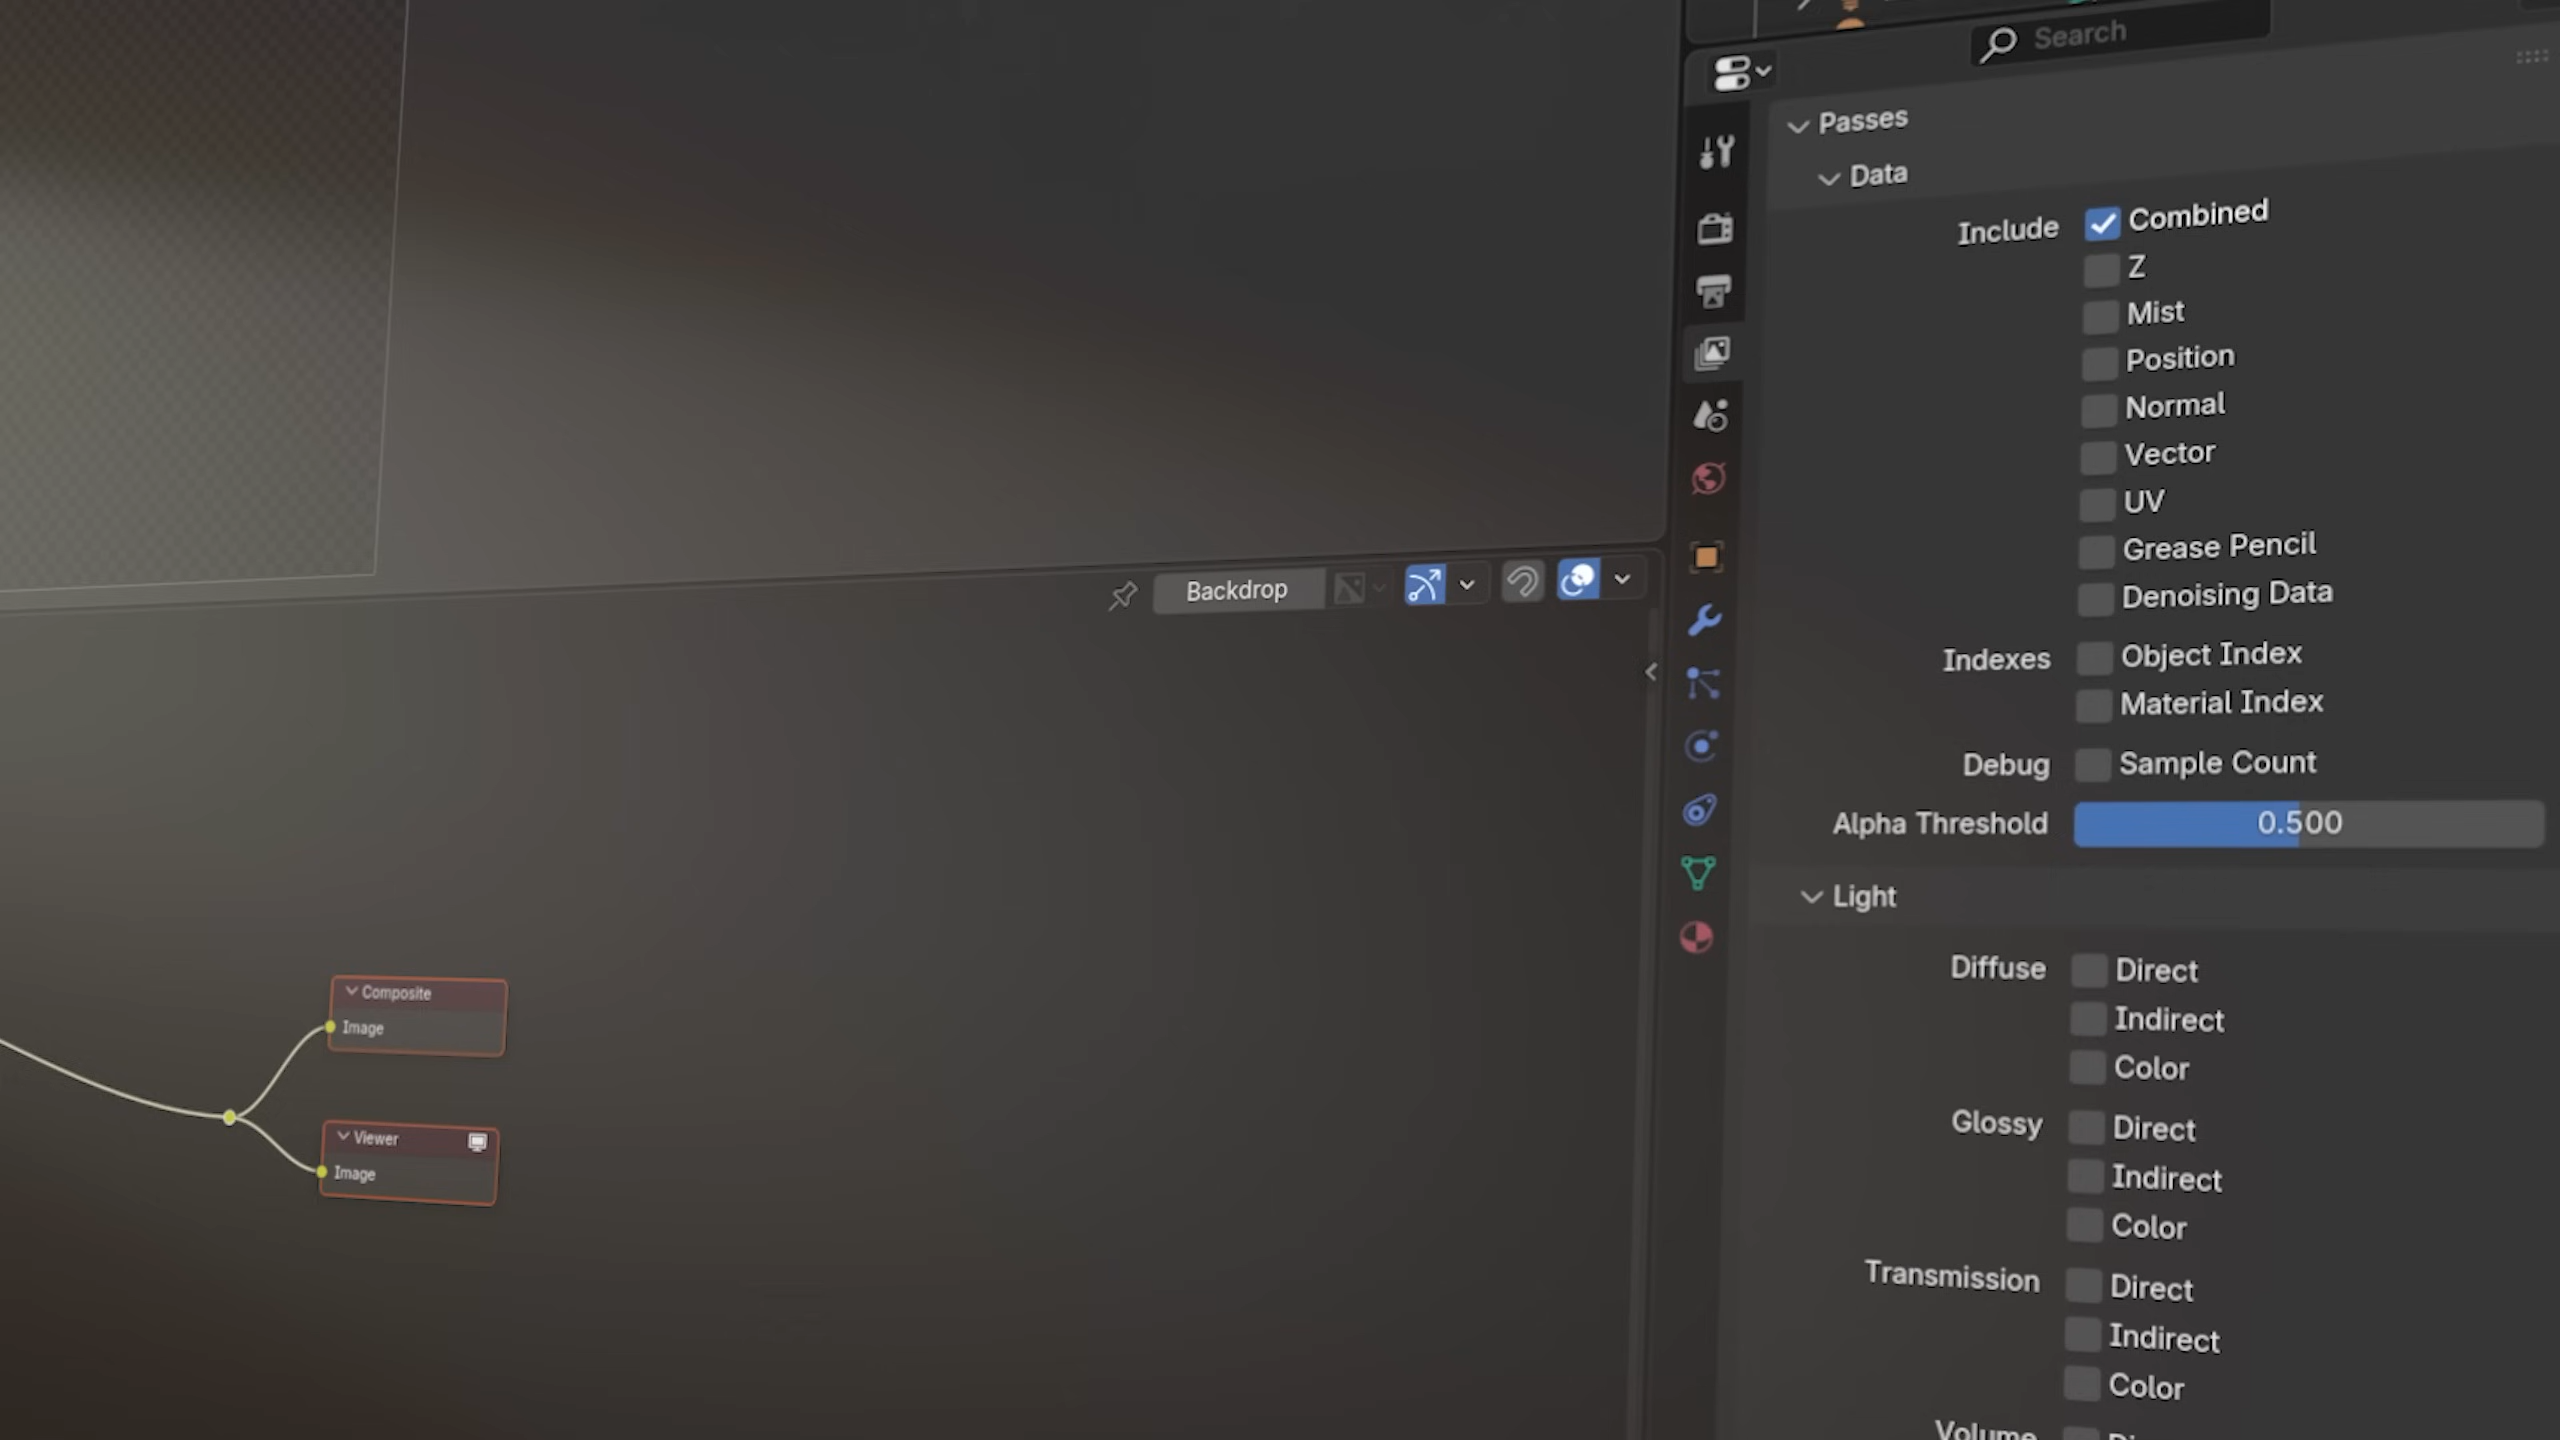 Search
Passes
Data
Include
Combined
Z
Mist
Position
Normal
Vector
UV
Grease Pencil
Denoising Data
Indexes
Object Index
Material Index
Debug
Sample Count
Alpha Threshold
0.500
Light
Diffuse
Direct
Indirect
Color
Glossy
Direct
Indirect
Color
Transmission
Direct
Indirect
Color
Volume
Backdrop
Composite
Image
Viewer
Image